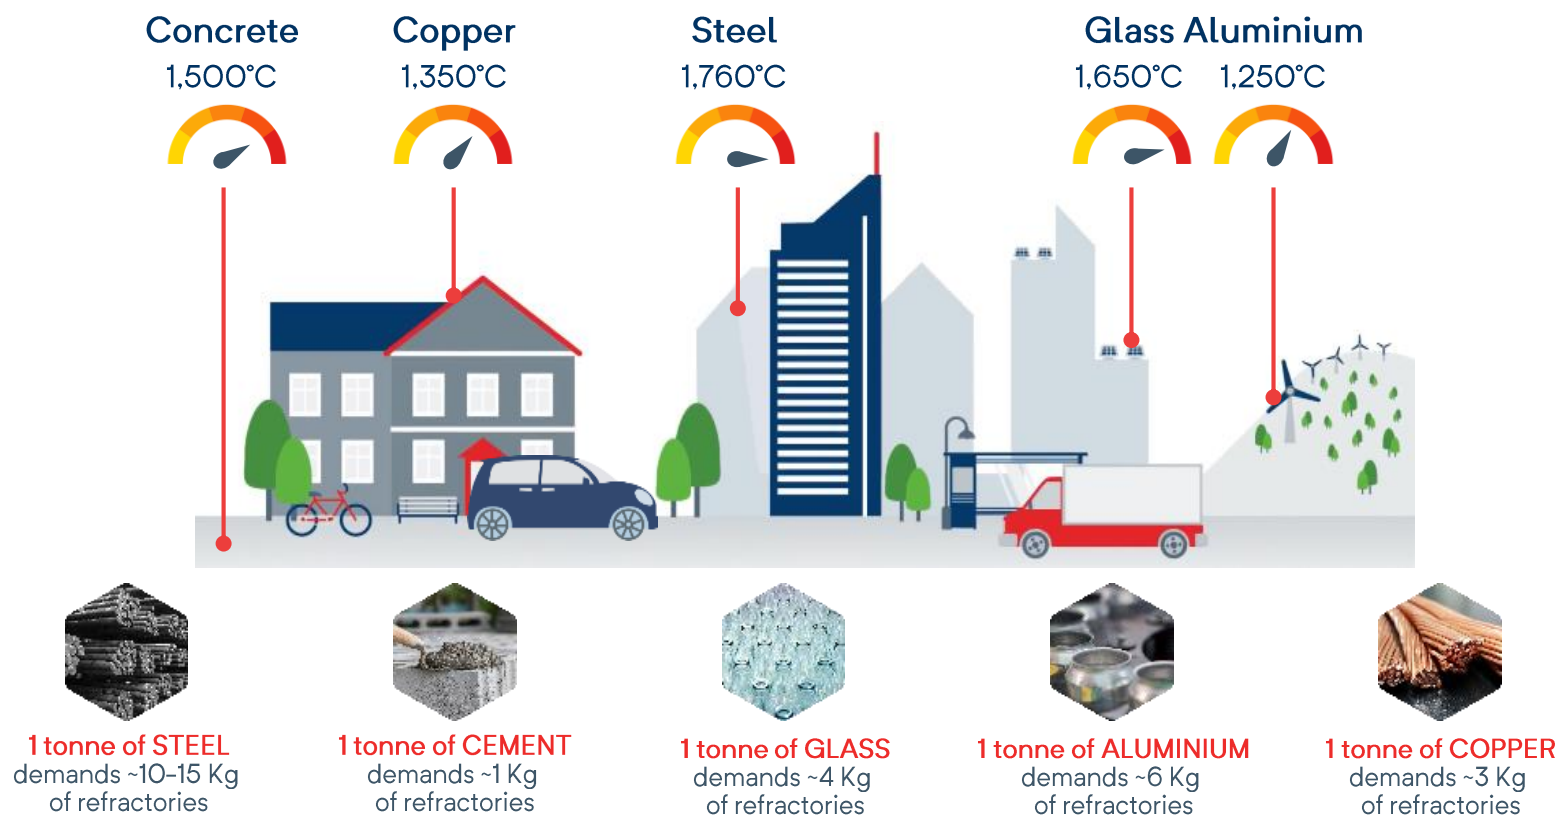 Concrete
1,500°C
Copper
1,350°C
Steel
1,760°C
Glass
1,650°C
Aluminium
1,250°C
1 tonne of STEEL
demands ~10-15 Kg
of refractories
1 tonne of CEMENT
demands ~1 Kg
of refractories
1 tonne of GLASS
demands ~4 Kg
of refractories
1 tonne of ALUMINIUM
demands ~6 Kg
of refractories
1 tonne of COPPER
demands ~3 Kg
of refractories